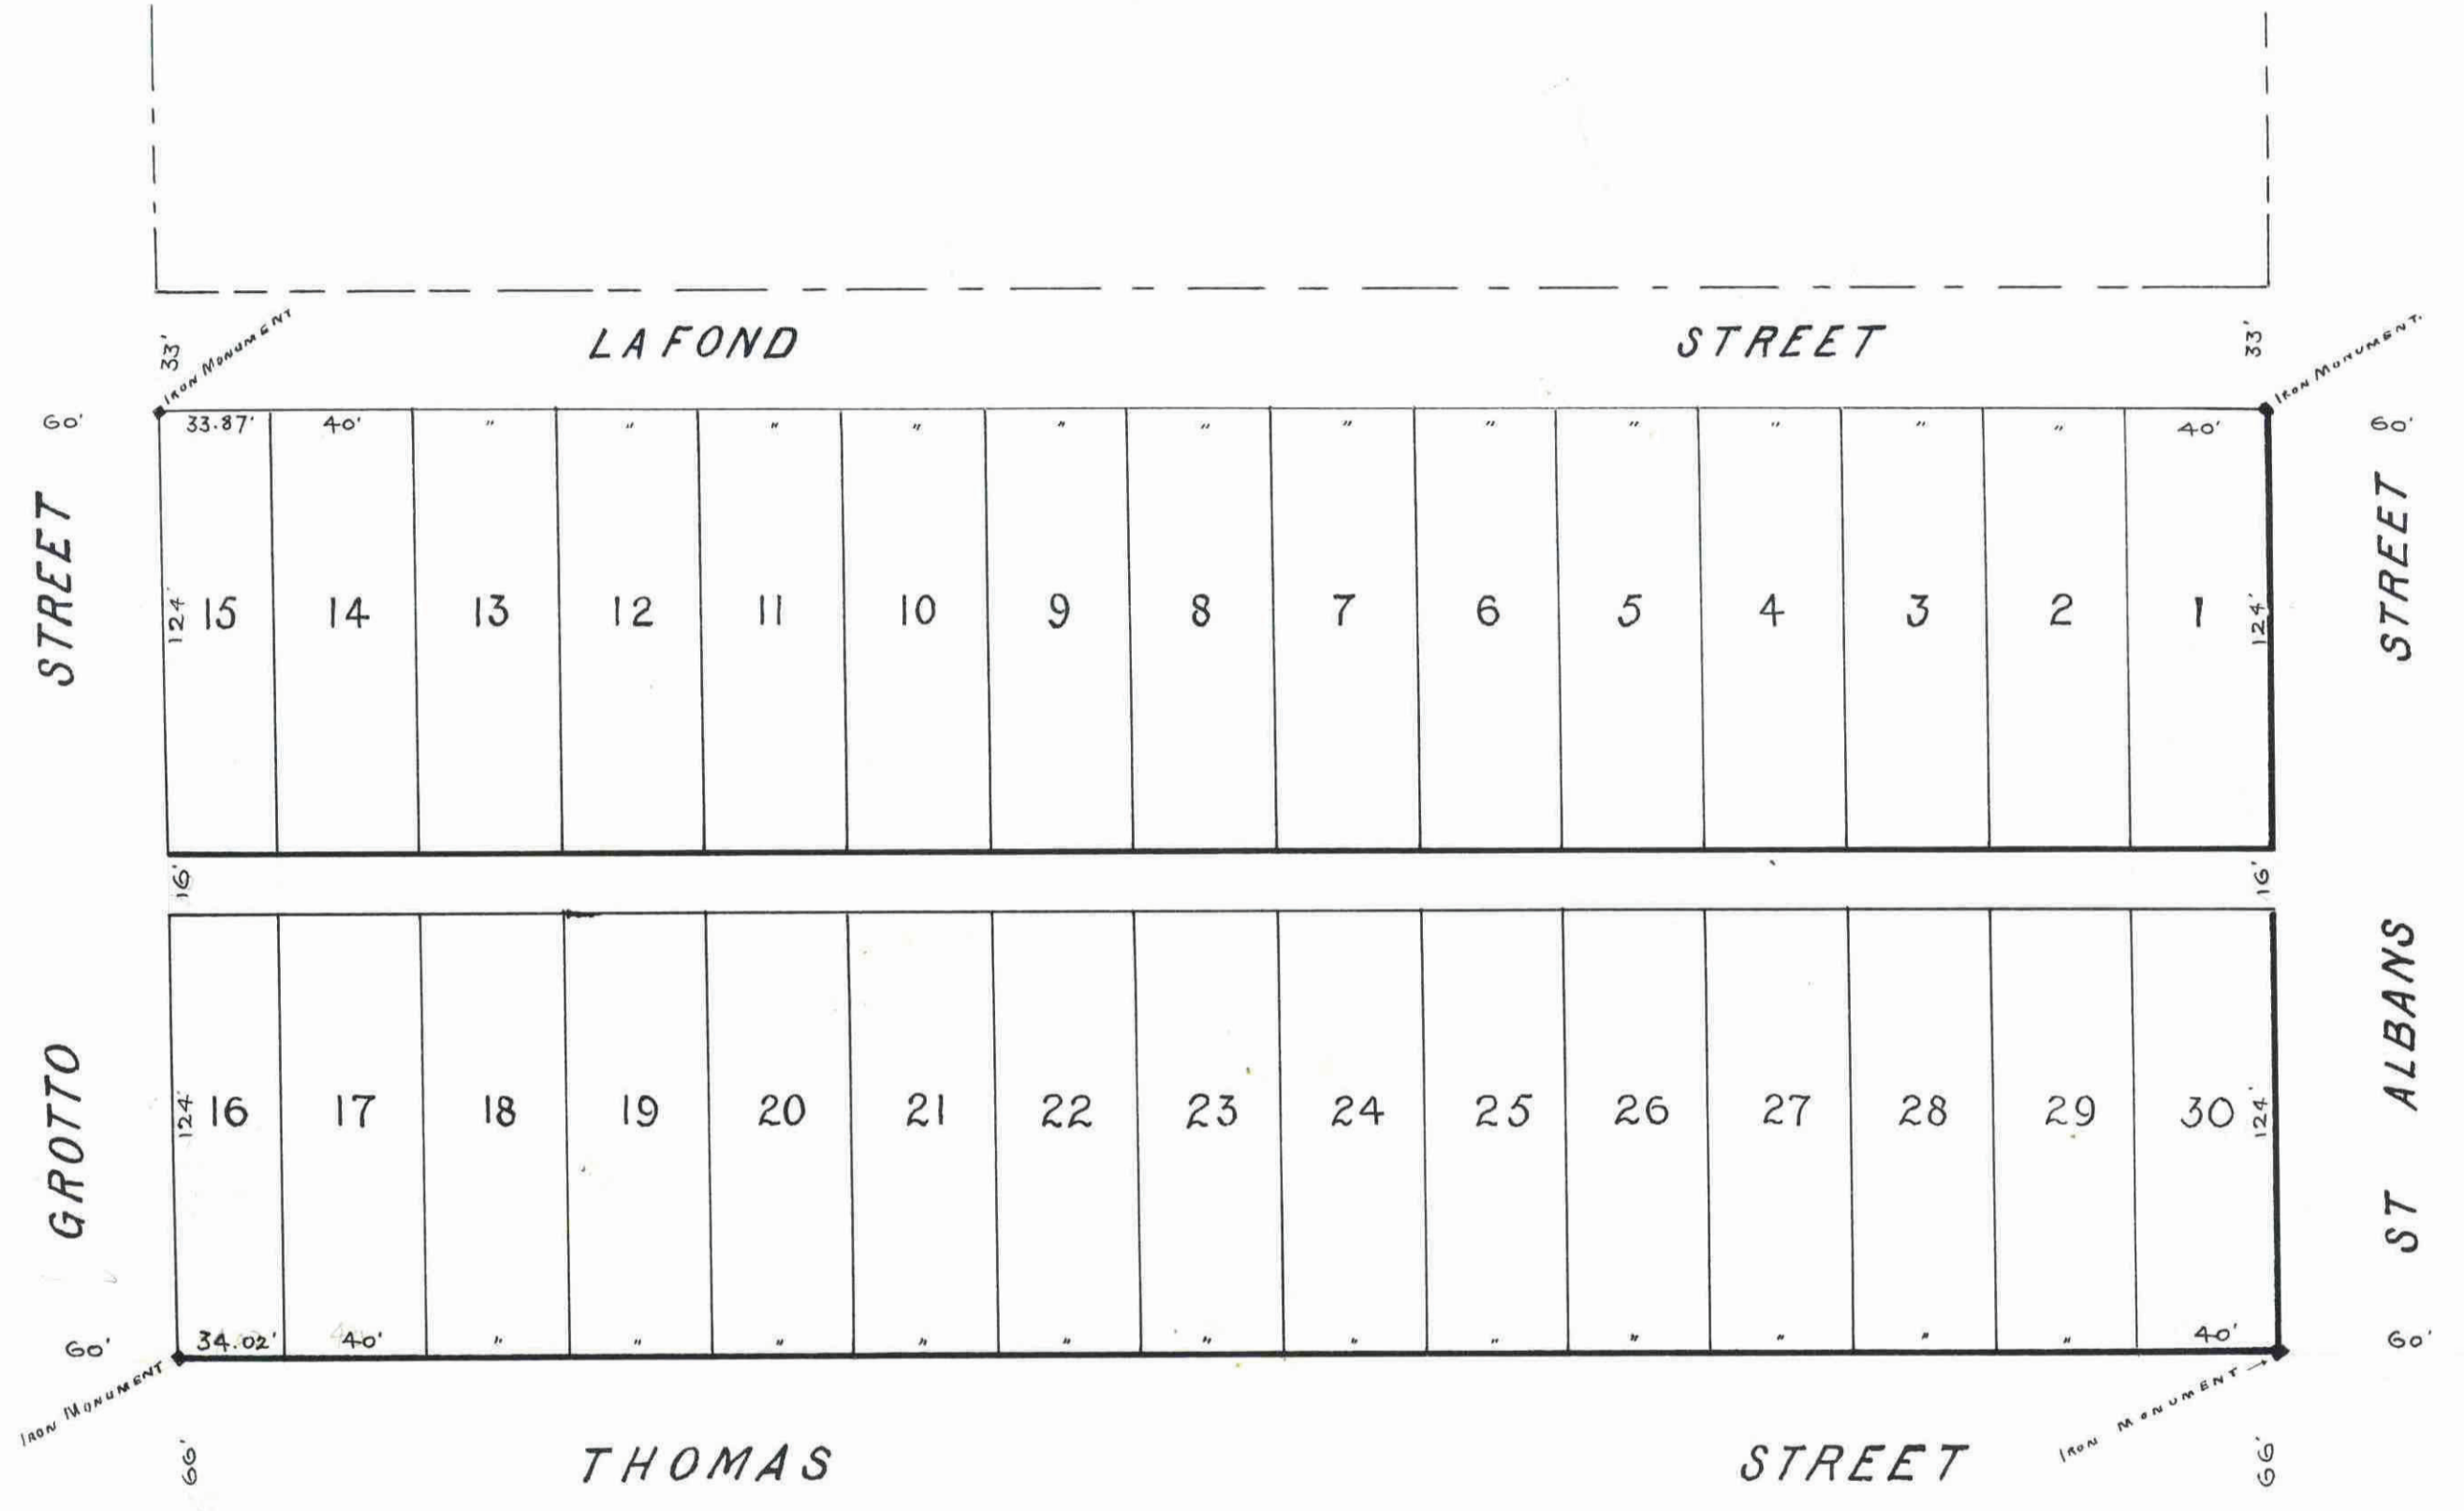 LAFOND STREET
33' IRON MONUMENT 33' IRON MONUMENT.
60' 33.87' 40' " " " " " " " " " " " " 40' 60'
STREET 124' 15 14 13 12 11 10 9 8 7 6 5 4 3 2 1 124' STREET
16' 16'
GROTTO 124' 16 17 18 19 20 21 22 23 24 25 26 27 28 29 30 124' ST ALBANS
60' 34.02' 40' " " " " " " " " " " " " 40' 60'
IRON MONUMENT IRON MONUMENT
66' THOMAS STREET 66'